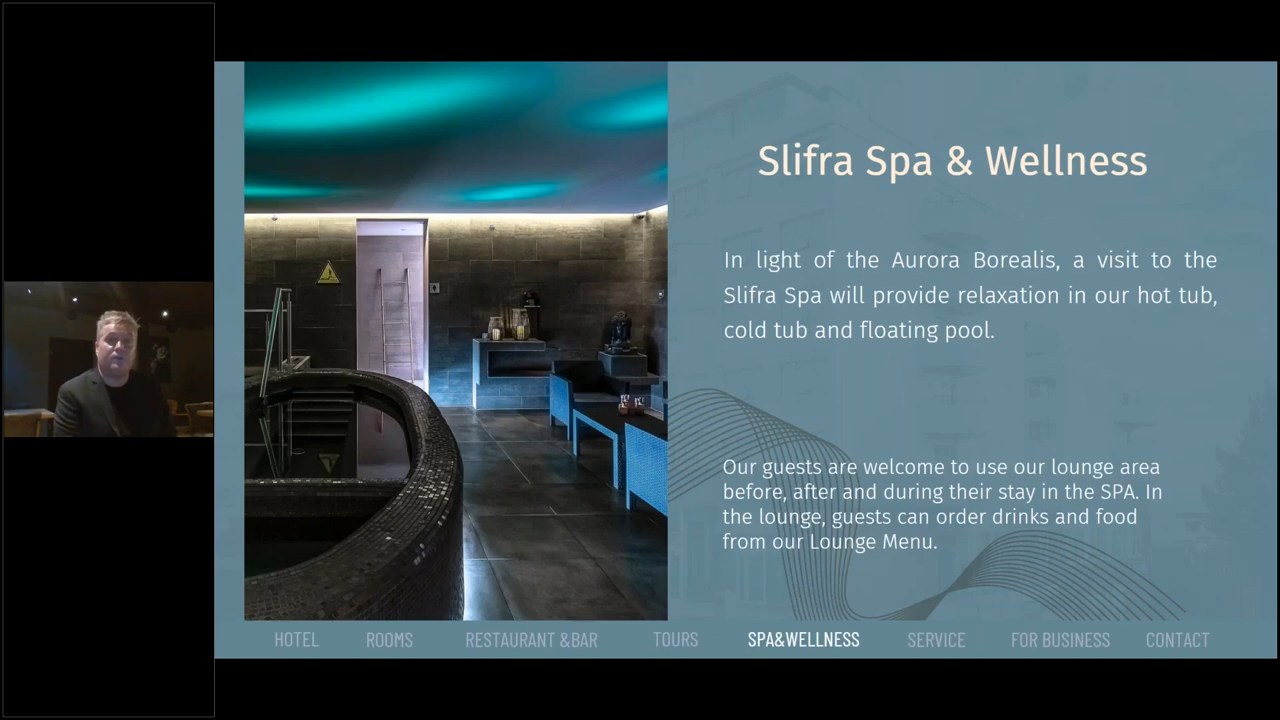 Slifra Spa & Wellness
In light of the Aurora Borealis, a visit to the
Slifra Spa will provide relaxation in our hot tub,
cold tub and floating pool.
Our guests are welcome to use our lounge area
before, after and during their stay in the SPA. In
the lounge, guests can order drinks and food
from our Lounge Menu.
HOTEL ROOMS RESTAURANT &BAR TOURS SPA&WELLNESS SERVICE FOR BUSINESS CONTACT